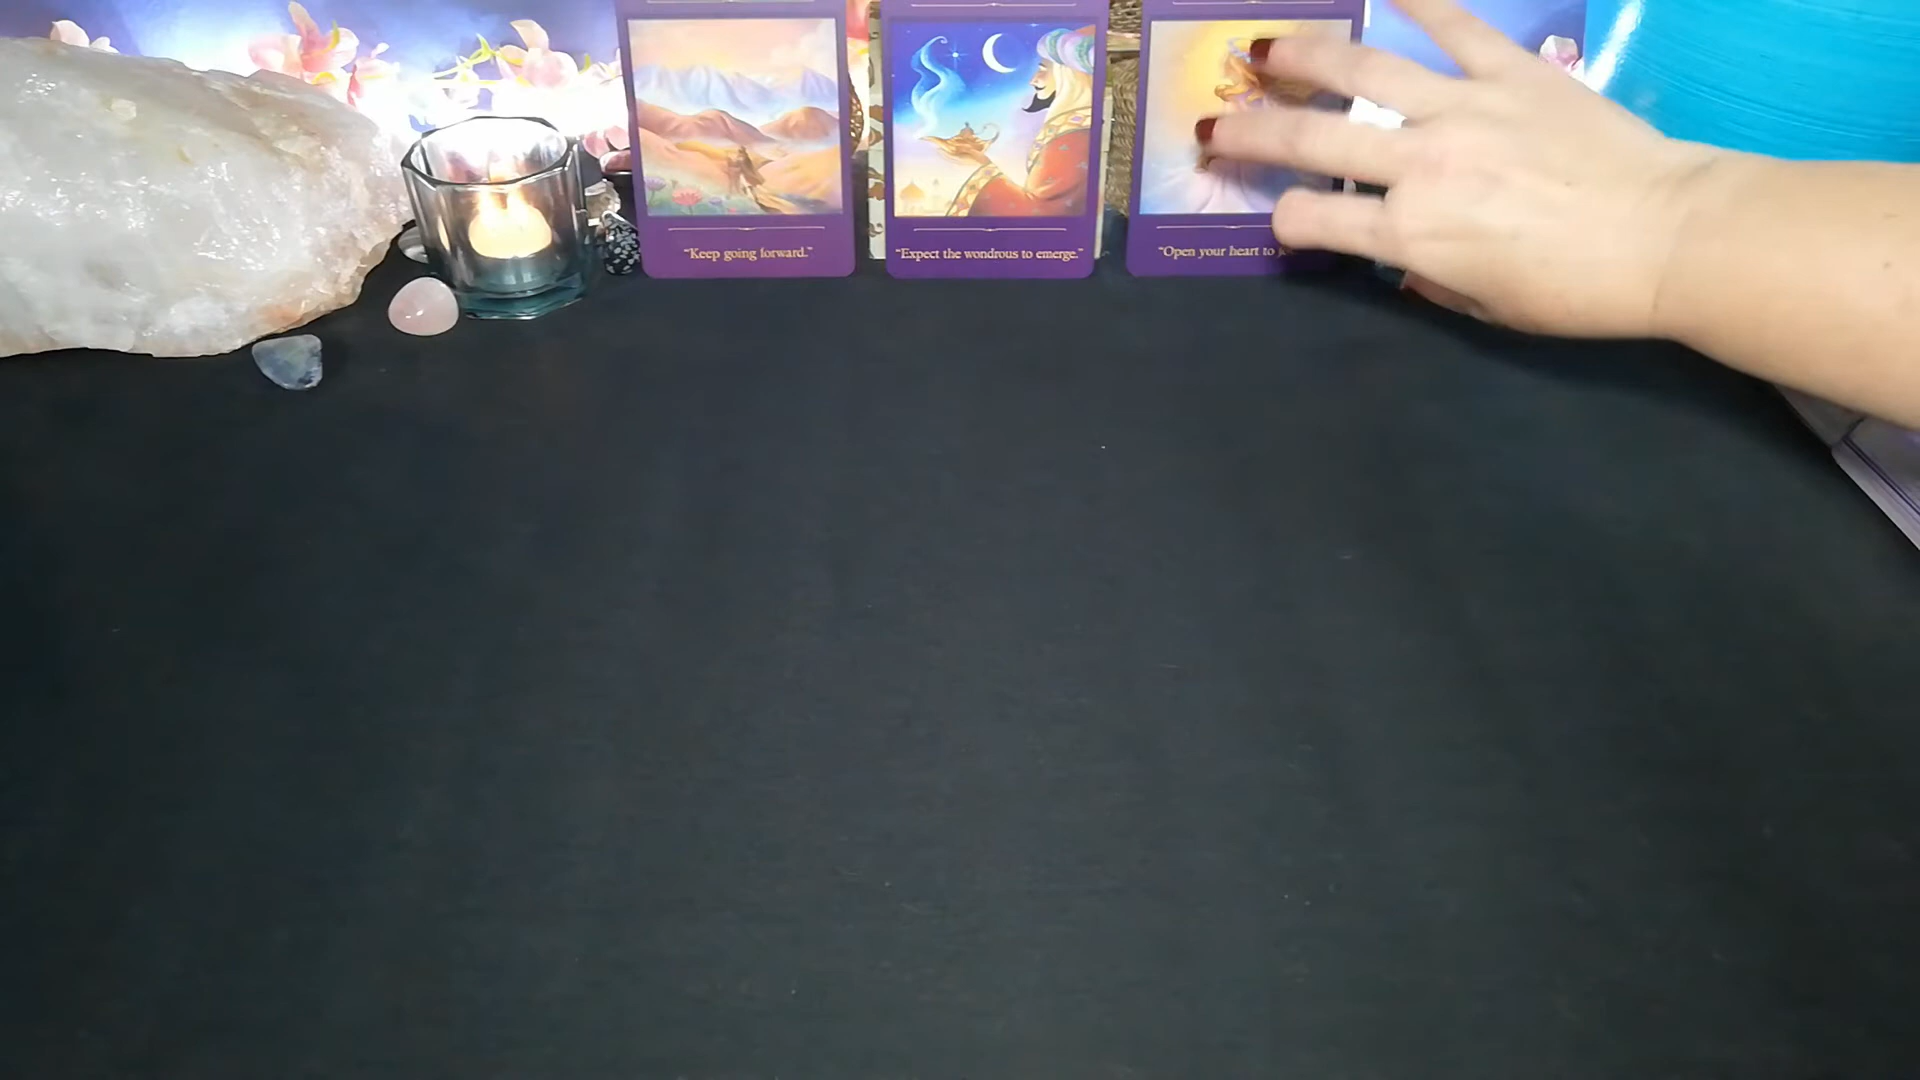 "Keep going forward."
"Expect the wondrous to emerge."
"Open your heart to